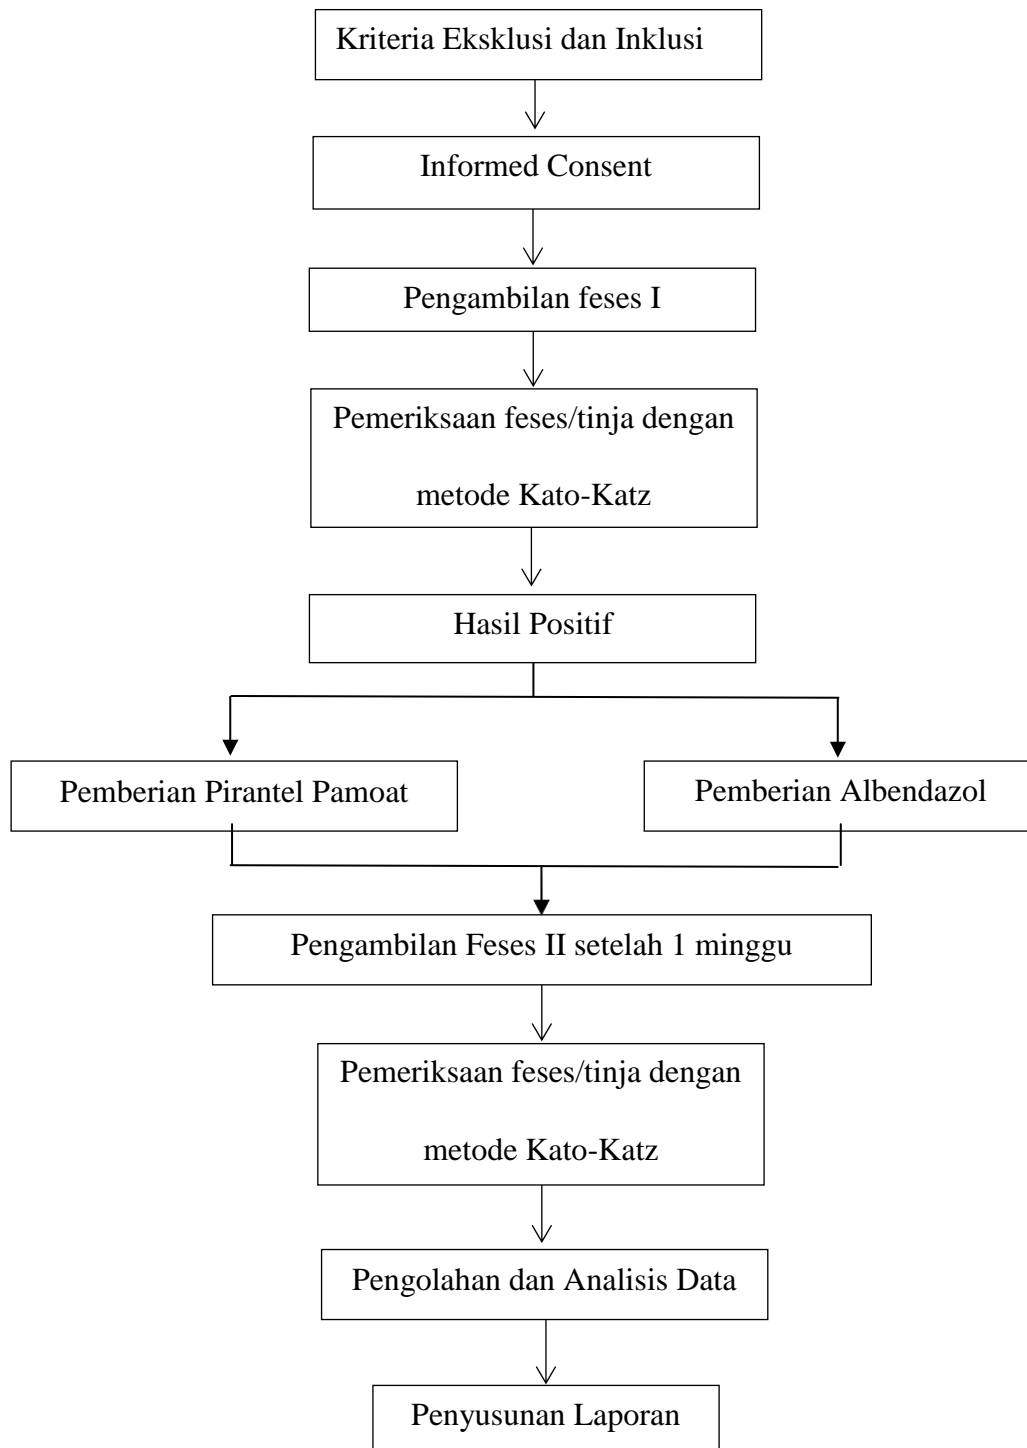 Kriteria Eksklusi dan Inklusi
Informed Consent
Pengambilan feses I
Pemeriksaan feses/tinja dengan
metode Kato-Katz
Hasil Positif
Pemberian Pirantel Pamoat
Pemberian Albendazol
Pengambilan Feses II setelah 1 minggu
Pemeriksaan feses/tinja dengan
metode Kato-Katz
Pengolahan dan Analisis Data
Penyusunan Laporan